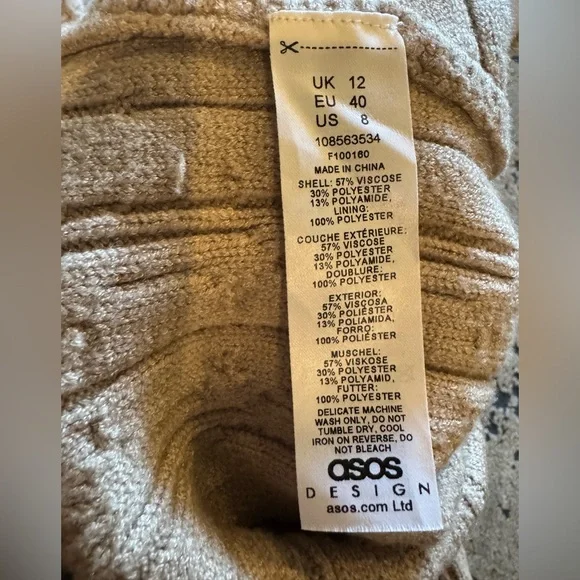 UK 12
EU 40
US 8
108563534
F100160
MADE IN CHINA
SHELL: 57% VISCOSE
30% POLYESTER
13% POLYAMIDE,
LINING:
100% POLYESTER
COUCHE EXTÉRIEURE:
57% VISCOSE
30% POLYESTER
13% POLYAMIDE,
DOUBLURE:
100% POLYESTER
EXTERIOR:
57% VISCOSA
30% POLIÉSTER
13% POLIAMIDA,
FORRO:
100% POLIÉSTER
MUSCHEL:
57% VISKOSE
30% POLYESTER
13% POLYAMID,
FUTTER:
100% POLYESTER
DELICATE MACHINE
WASH ONLY, DO NOT
TUMBLE DRY, COOL
IRON ON REVERSE, DO
NOT BLEACH
asos
DESIGN
asos.com Ltd